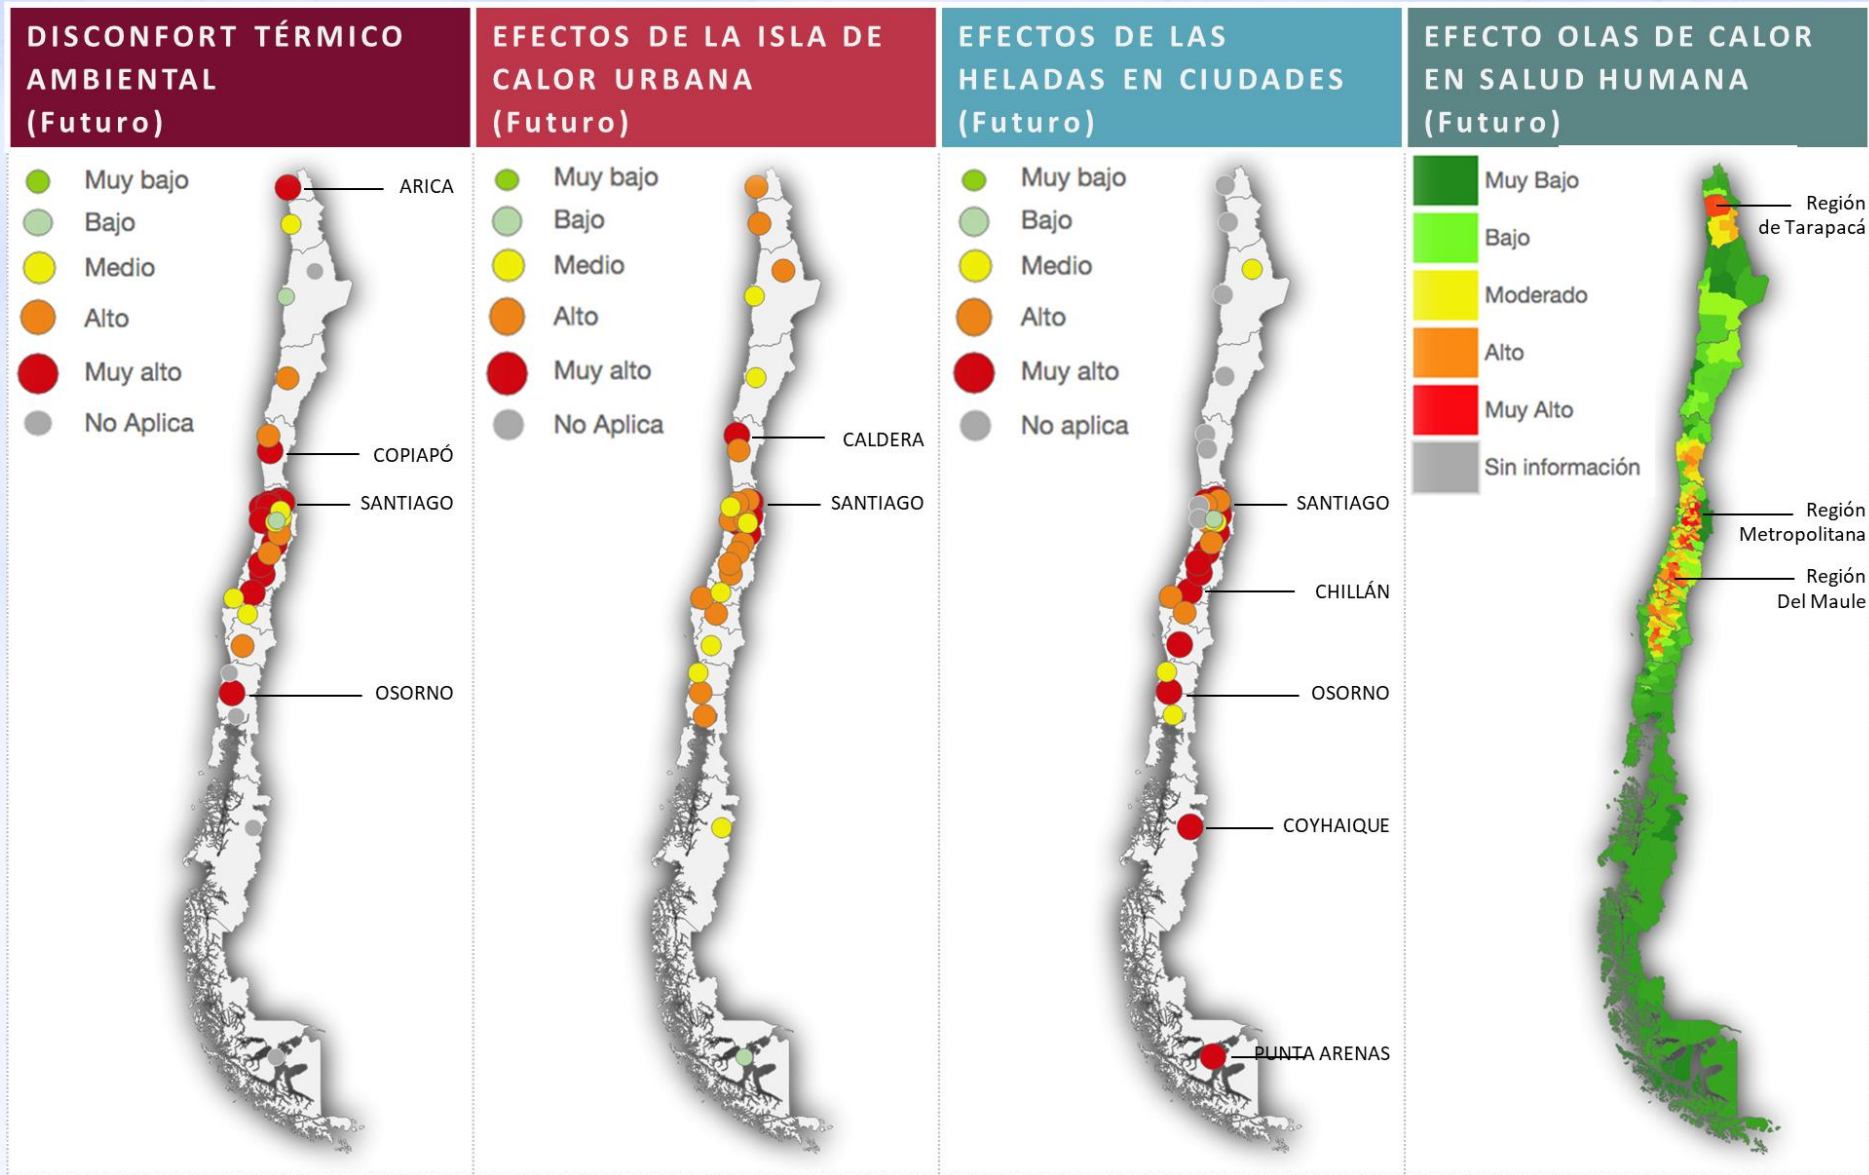 DISCONFORT TÉRMICO
AMBIENTAL
(Futuro)
Muy bajo
Bajo
Medio
Alto
Muy alto
No Aplica
ARICA
COPIAPÓ
SANTIAGO
OSORNO
EFECTOS DE LA ISLA DE
CALOR URBANA
(Futuro)
Muy bajo
Bajo
Medio
Alto
Muy alto
No Aplica
CALDERA
SANTIAGO
EFECTOS DE LAS
HELADAS EN CIUDADES
(Futuro)
Muy bajo
Bajo
Medio
Alto
Muy alto
No aplica
SANTIAGO
CHILLÁN
OSORNO
COYHAIQUE
PUNTA ARENAS
EFECTO OLAS DE CALOR
EN SALUD HUMANA
(Futuro)
Muy Bajo
Bajo
Moderado
Alto
Muy Alto
Sin información
Región
de Tarapacá
Región
Metropolitana
Región
Del Maule